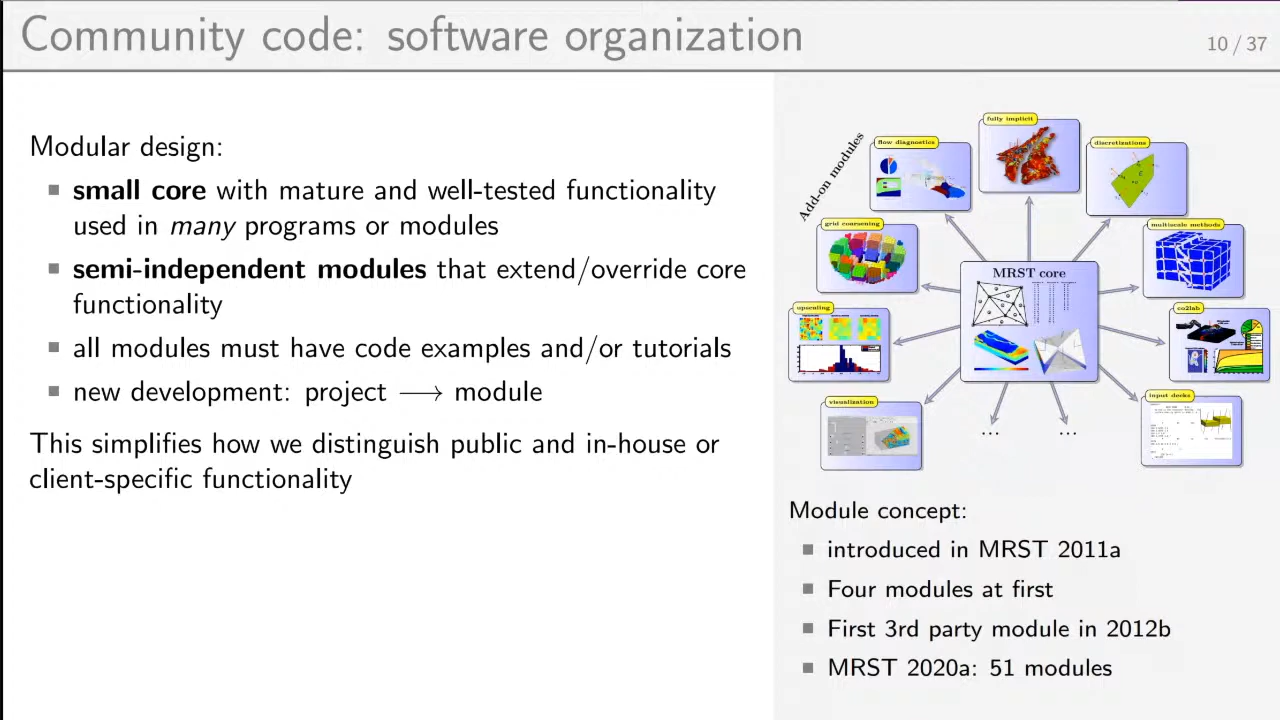 Community code: software organization
10 / 37
Modular design:
small core with mature and well-tested functionality
used in many programs or modules
semi-independent modules that extend/override core
functionality
all modules must have code examples and/or tutorials
new development: project ⟶ module
This simplifies how we distinguish public and in-house or
client-specific functionality
Add-on modules
fully implicit
flow diagnostics
discretizations
grid coarsening
multiscale methods
MRST core
upscaling
co2lab
visualization
input decks
...
...
Module concept:
introduced in MRST 2011a
Four modules at first
First 3rd party module in 2012b
MRST 2020a: 51 modules